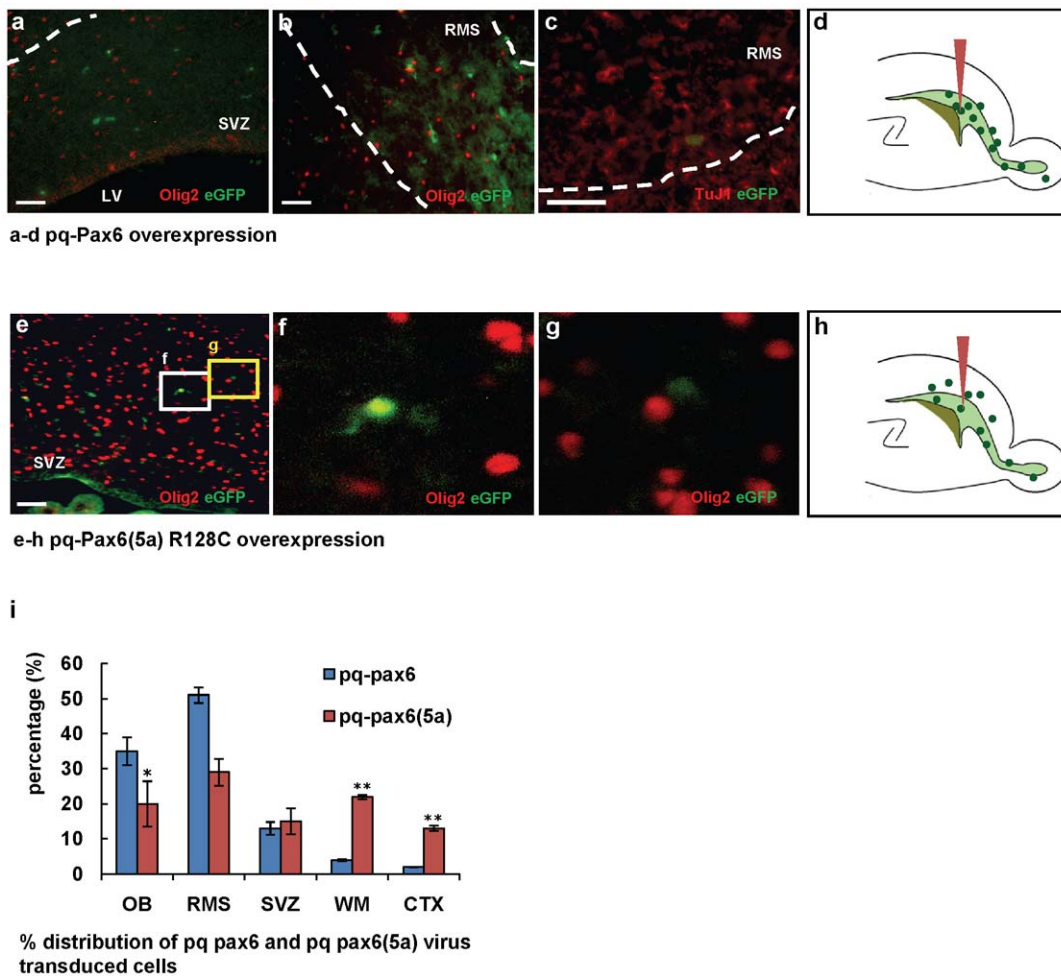 a
SVZ
LV
Olig2 eGFP
b
RMS
Olig2 eGFP
c
RMS
TuJ1 eGFP
d
a-d pq-Pax6 overexpression
e
f
g
SVZ
Olig2 eGFP
f
Olig2 eGFP
g
Olig2 eGFP
h
e-h pq-Pax6(5a) R128C overexpression
i
percentage (%)
60
50
40
30
20
10
0
pq-pax6
pq-pax6(5a)
*
**
**
OB RMS SVZ WM CTX
% distribution of pq pax6 and pq pax6(5a) virus
transduced cells